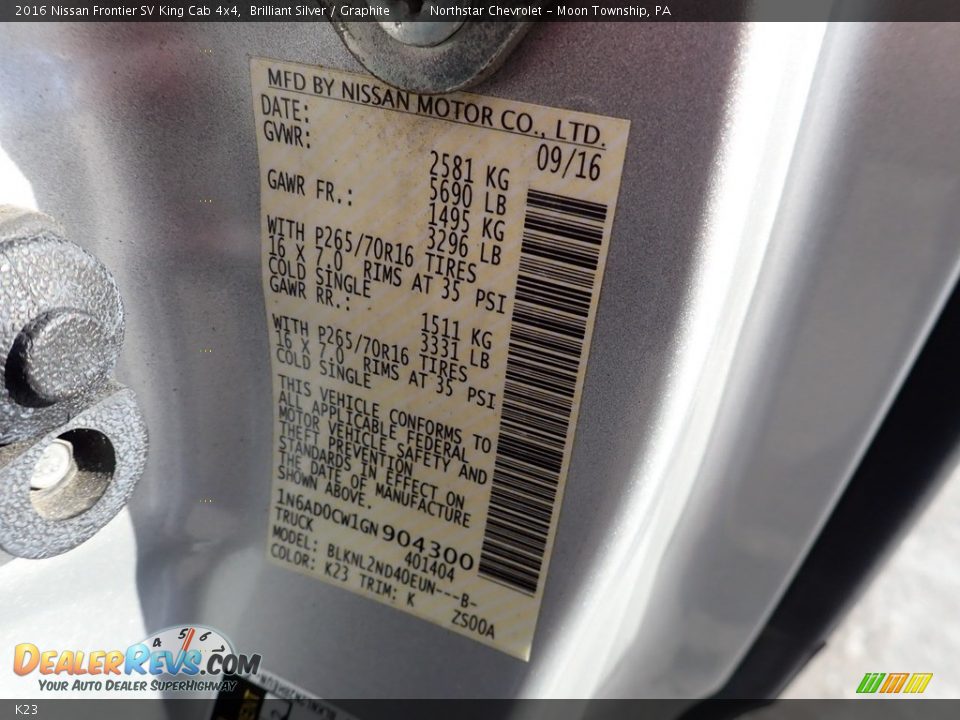 2016 Nissan Frontier SV King Cab 4x4, Brilliant Silver / Graphite Northstar Chevrolet - Moon Township, PA
MFD BY NISSAN MOTOR CO., LTD.
DATE: 09/16
GVWR: 2581 KG
5690 LB
GAWR FR.: 1495 KG
3296 LB
WITH P265/70R16 TIRES
16 X 7.0 RIMS AT 35 PSI
COLD SINGLE
GAWR RR.: 1511 KG
3331 LB
WITH P265/70R16 TIRES
16 X 7.0 RIMS AT 35 PSI
COLD SINGLE
THIS VEHICLE CONFORMS TO
ALL APPLICABLE FEDERAL
MOTOR VEHICLE SAFETY AND
THEFT PREVENTION
STANDARDS IN EFFECT ON
THE DATE OF MANUFACTURE
SHOWN ABOVE.
1N6AD0CW1GN904300
TRUCK 401404
MODEL: BLKNL2ND40EUN---B-
COLOR: K23 TRIM: K ZS00A
4 5 6
DEALERREVS.COM
YOUR AUTO DEALER SUPERHIGHWAY
K23